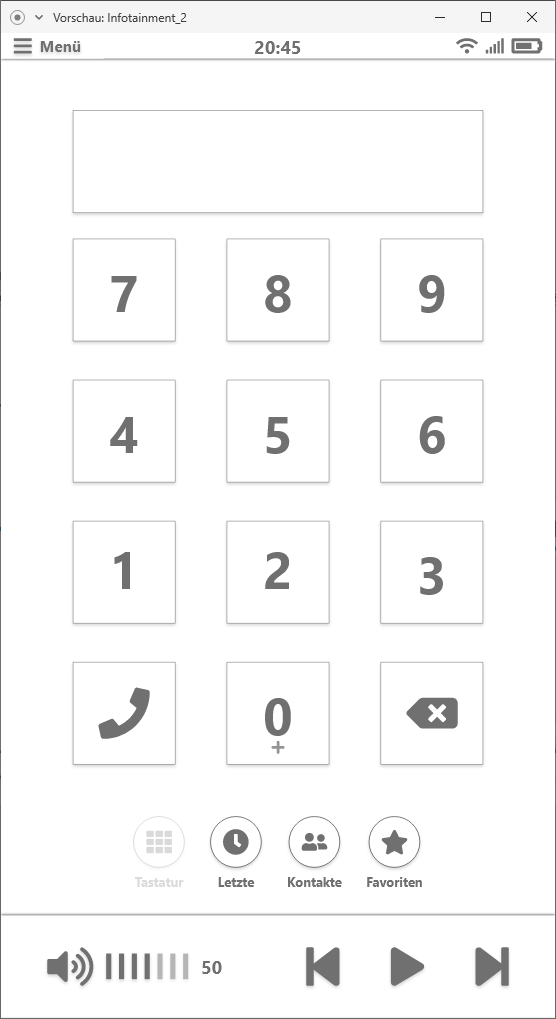 Vorschau: Infotainment_2
Menü 20:45
7 8 9
4 5 6
1 2 3
0
+
Tastatur Letzte Kontakte Favoriten
50